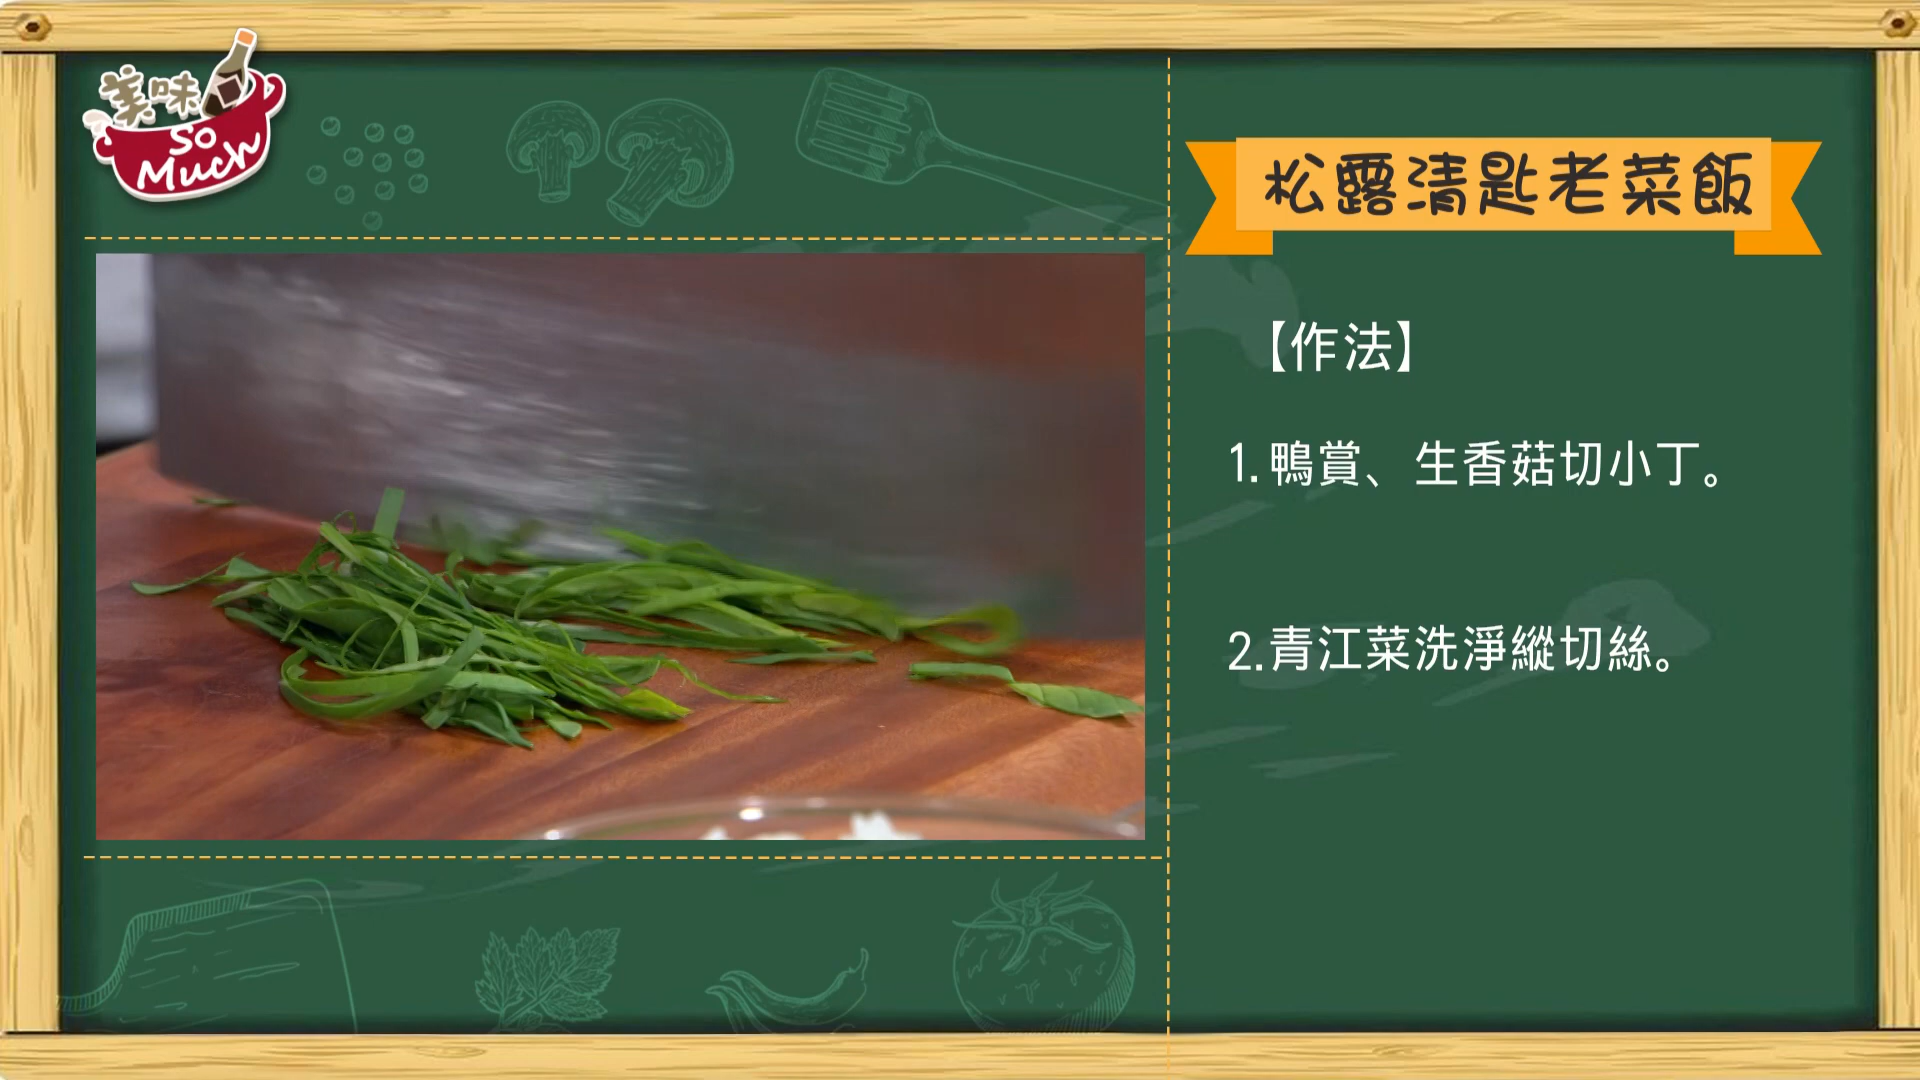 美味
so
Much
松露清匙老菜飯
【作法】
1.鴨賞、生香菇切小丁。
2.青江菜洗淨縱切絲。